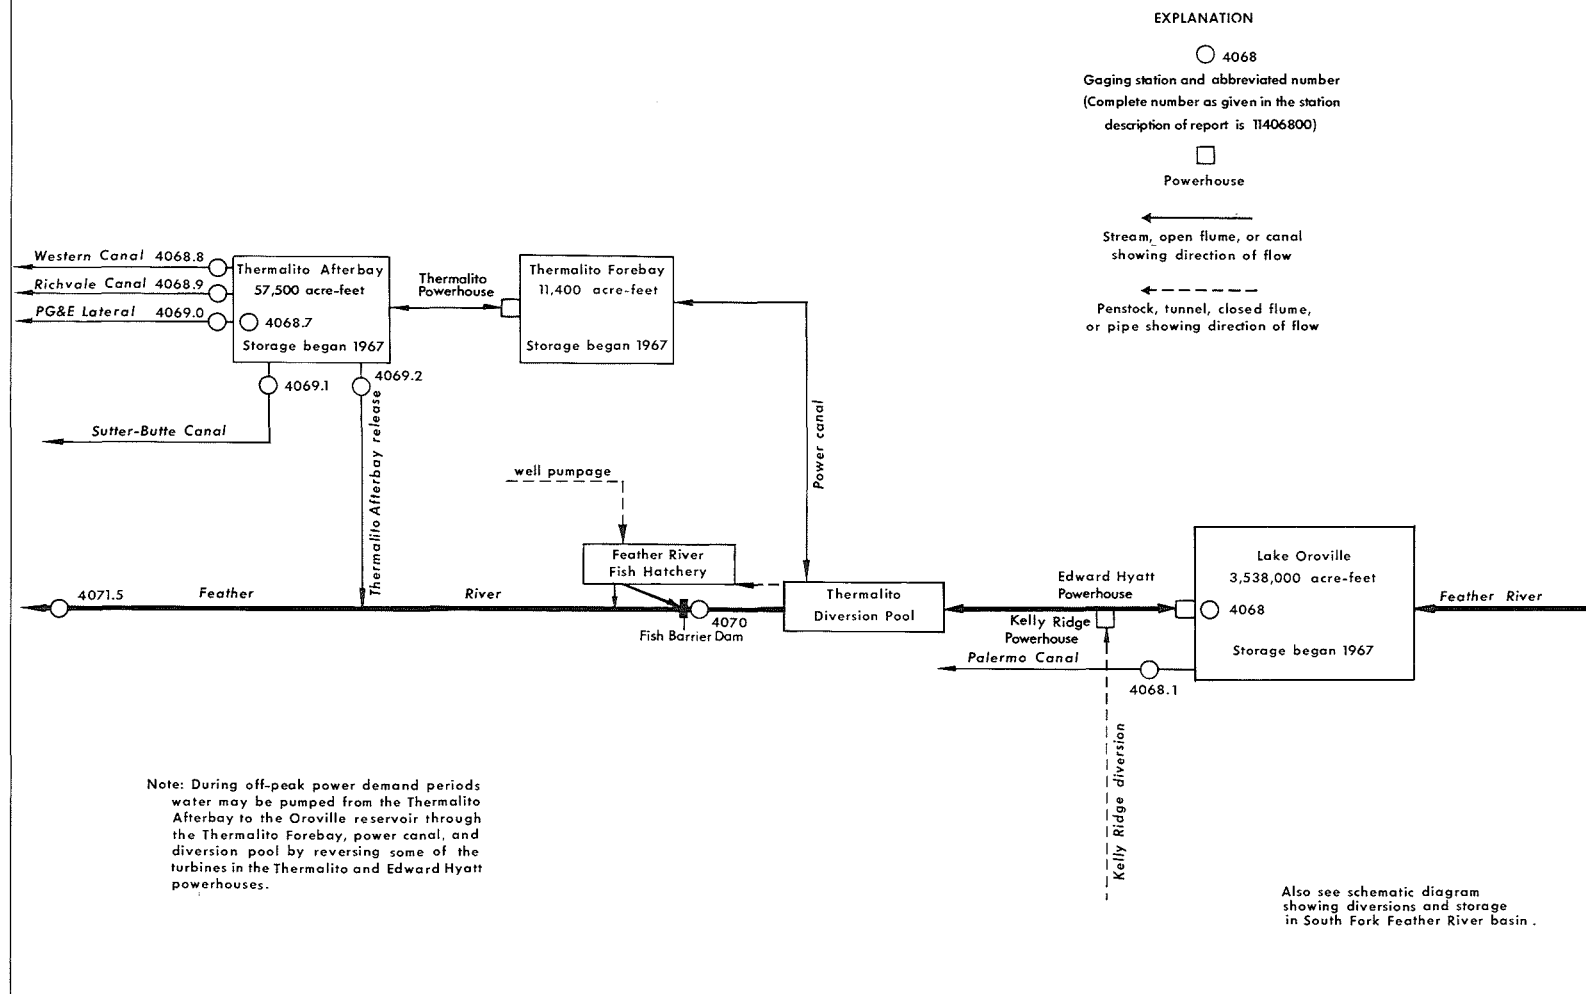 EXPLANATION
4068
Gaging station and abbreviated number
(Complete number as given in the station
description of report is 11406800)
Powerhouse
Stream, open flume, or canal
showing direction of flow
Penstock, tunnel, closed flume,
or pipe showing direction of flow
Western Canal 4068.8
Richvale Canal 4068.9
PG&E Lateral 4069.0
Thermalito Afterbay
57,500 acre-feet
4068.7
Storage began 1967
Thermalito
Powerhouse
Thermalito Forebay
11,400 acre-feet
Storage began 1967
4069.1
4069.2
Sutter-Butte Canal
Thermalito Afterbay release
well pumpage
Power canal
Feather River
Fish Hatchery
4071.5
Feather River
4070
Fish Barrier Dam
Thermalito
Diversion Pool
Edward Hyatt
Powerhouse
Kelly Ridge
Powerhouse
Palermo Canal
4068.1
Lake Oroville
3,538,000 acre-feet
4068
Storage began 1967
Feather River
Kelly Ridge diversion
Note: During off-peak power demand periods
water may be pumped from the Thermalito
Afterbay to the Oroville reservoir through
the Thermalito Forebay, power canal, and
diversion pool by reversing some of the
turbines in the Thermalito and Edward Hyatt
powerhouses.
Also see schematic diagram
showing diversions and storage
in South Fork Feather River basin.